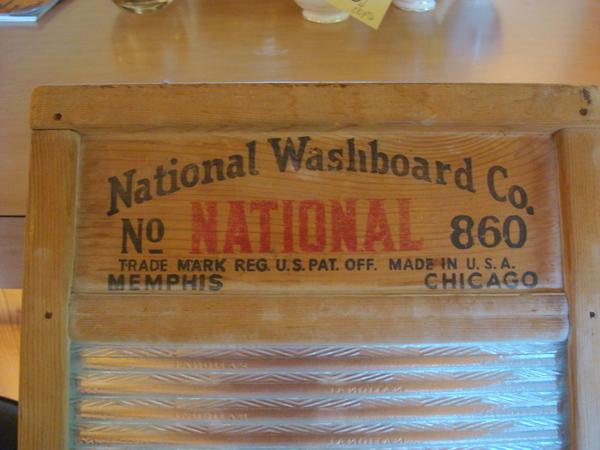 National Washboard Co.
No NATIONAL 860
TRADE MARK REG. U.S. PAT. OFF. MADE IN U.S.A.
MEMPHIS CHICAGO